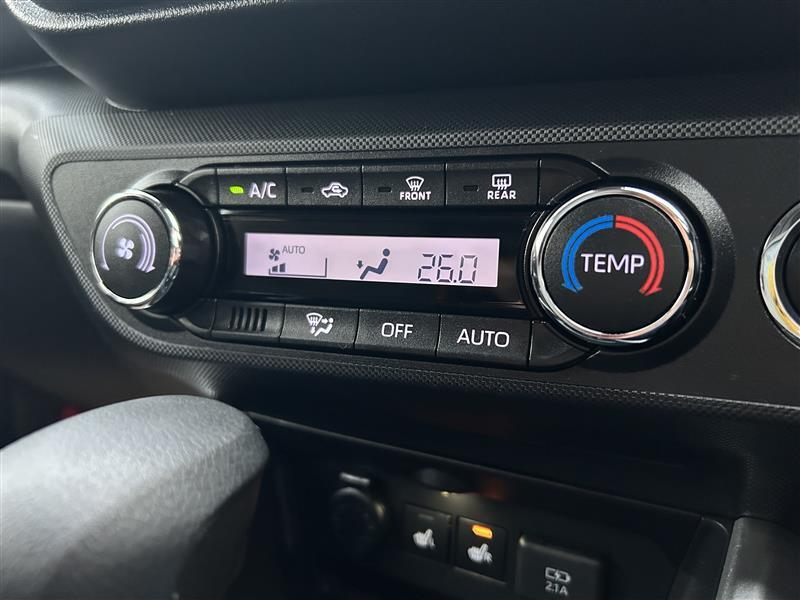 A/C
FRONT
REAR
AUTO
26.0
TEMP
OFF
AUTO
L
R
2.1A